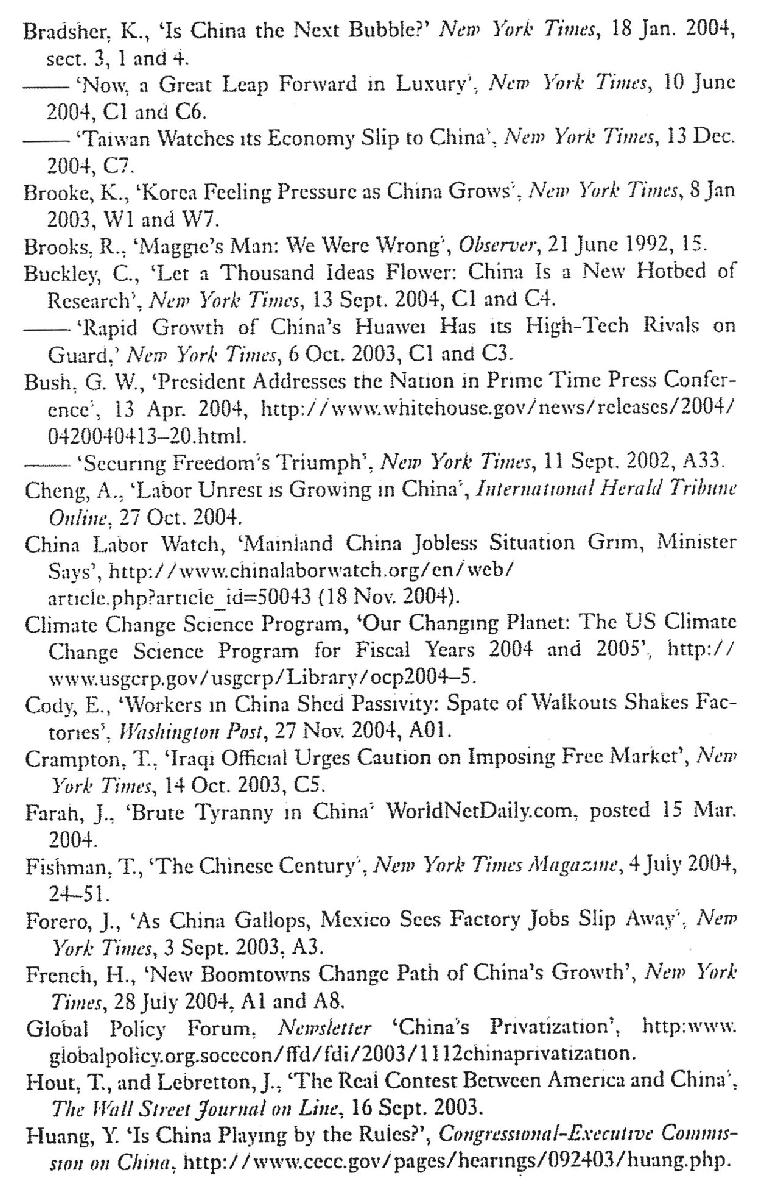 Bradsher, K., ‘Is China the Next Bubble?’ New York Times, 18 Jan. 2004,
sect. 3, 1 and 4.
—— ‘Now, a Great Leap Forward in Luxury’, New York Times, 10 June
2004, C1 and C6.
—— ‘Taiwan Watches its Economy Slip to China’, New York Times, 13 Dec.
2004, C7.
Brooke, K., ‘Korea Feeling Pressure as China Grows’, New York Times, 8 Jan
2003, W1 and W7.
Brooks, R., ‘Maggie’s Man: We Were Wrong’, Observer, 21 June 1992, 15.
Buckley, C., ‘Let a Thousand Ideas Flower: China Is a New Hotbed of
Research’, New York Times, 13 Sept. 2004, C1 and C4.
—— ‘Rapid Growth of China’s Huawei Has its High-Tech Rivals on
Guard,’ New York Times, 6 Oct. 2003, C1 and C3.
Bush, G. W., ‘President Addresses the Nation in Prime Time Press Confer-
ence’, 13 Apr. 2004, http://www.whitehouse.gov/news/releases/2004/
0420040413–20.html.
—— ‘Securing Freedom’s Triumph’, New York Times, 11 Sept. 2002, A33.
Cheng, A., ‘Labor Unrest is Growing in China’, International Herald Tribune
Online, 27 Oct. 2004.
China Labor Watch, ‘Mainland China Jobless Situation Grim, Minister
Says’, http://www.chinalaborwatch.org/en/web/
article.php?article_id=50043 (18 Nov. 2004).
Climate Change Science Program, ‘Our Changing Planet: The US Climate
Change Science Program for Fiscal Years 2004 and 2005’, http://
www.usgcrp.gov/usgcrp/Library/ocp2004–5.
Cody, E., ‘Workers in China Shed Passivity: Spate of Walkouts Shakes Fac-
tories’, Washington Post, 27 Nov. 2004, A01.
Crampton, T., ‘Iraqi Official Urges Caution on Imposing Free Market’, New
York Times, 14 Oct. 2003, C5.
Farah, J., ‘Brute Tyranny in China’ WorldNetDaily.com, posted 15 Mar.
2004.
Fishman, T., ‘The Chinese Century’, New York Times Magazine, 4 July 2004,
24–51.
Forero, J., ‘As China Gallops, Mexico Sees Factory Jobs Slip Away’, New
York Times, 3 Sept. 2003, A3.
French, H., ‘New Boomtowns Change Path of China’s Growth’, New York
Times, 28 July 2004, A1 and A8.
Global Policy Forum, Newsletter ‘China’s Privatization’, http:www.
globalpolicy.org.socecon/ffd/fdi/2003/1112chinaprivatization.
Hout, T., and Lebretton, J., ‘The Real Contest Between America and China’,
The Wall Street Journal on Line, 16 Sept. 2003.
Huang, Y. ‘Is China Playing by the Rules?’, Congressional-Executive Commis-
sion on China, http://www.cecc.gov/pages/hearings/092403/huang.php.